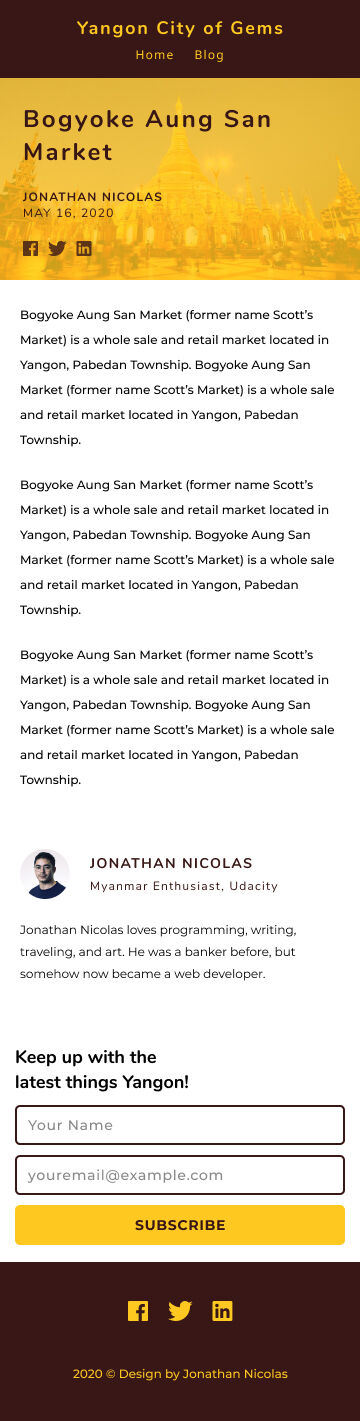 Yangon City of Gems
Home Blog
Bogyoke Aung San
Market
JONATHAN NICOLAS
MAY 16, 2020
Bogyoke Aung San Market (former name Scott’s
Market) is a whole sale and retail market located in
Yangon, Pabedan Township. Bogyoke Aung San
Market (former name Scott’s Market) is a whole sale
and retail market located in Yangon, Pabedan
Township.
Bogyoke Aung San Market (former name Scott’s
Market) is a whole sale and retail market located in
Yangon, Pabedan Township. Bogyoke Aung San
Market (former name Scott’s Market) is a whole sale
and retail market located in Yangon, Pabedan
Township.
Bogyoke Aung San Market (former name Scott’s
Market) is a whole sale and retail market located in
Yangon, Pabedan Township. Bogyoke Aung San
Market (former name Scott’s Market) is a whole sale
and retail market located in Yangon, Pabedan
Township.
JONATHAN NICOLAS
Myanmar Enthusiast, Udacity
Jonathan Nicolas loves programming, writing,
traveling, and art. He was a banker before, but
somehow now became a web developer.
Keep up with the
latest things Yangon!
Your Name
youremail@example.com
SUBSCRIBE
2020 © Design by Jonathan Nicolas